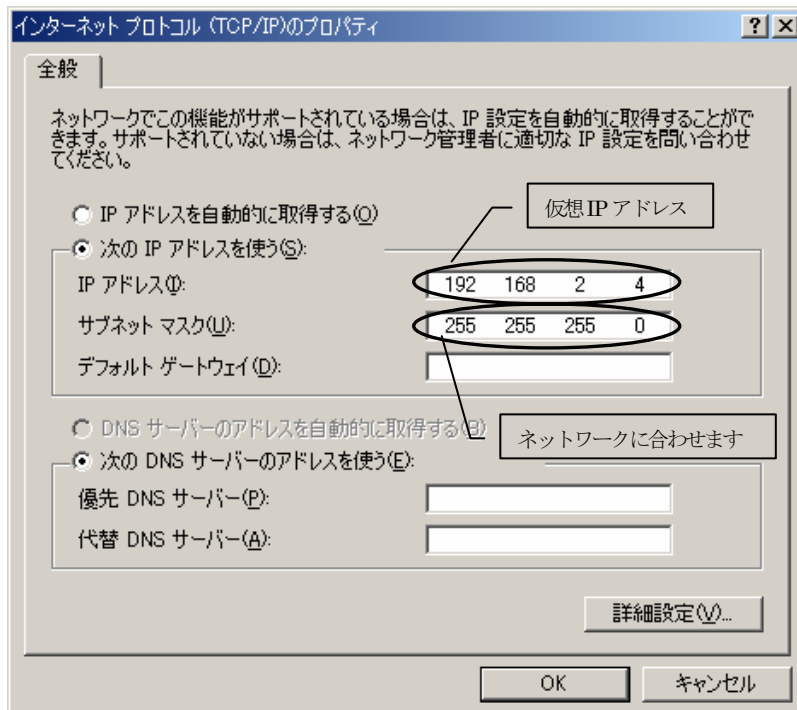 インターネット プロトコル (TCP/IP)のプロパティ
全般
ネットワークでこの機能がサポートされている場合は、IP 設定を自動的に取得することがで
きます。サポートされていない場合は、ネットワーク管理者に適切な IP 設定を問い合わせ
てください。
IP アドレスを自動的に取得する(O)
仮想IP アドレス
次の IP アドレスを使う(S):
IP アドレス(I): 192 168 2 4
サブネット マスク(U): 255 255 255 0
デフォルト ゲートウェイ(D):
DNS サーバーのアドレスを自動的に取得する(B)
ネットワークに合わせます
次の DNS サーバーのアドレスを使う(E):
優先 DNS サーバー(P):
代替 DNS サーバー(A):
詳細設定(V)...
OK キャンセル